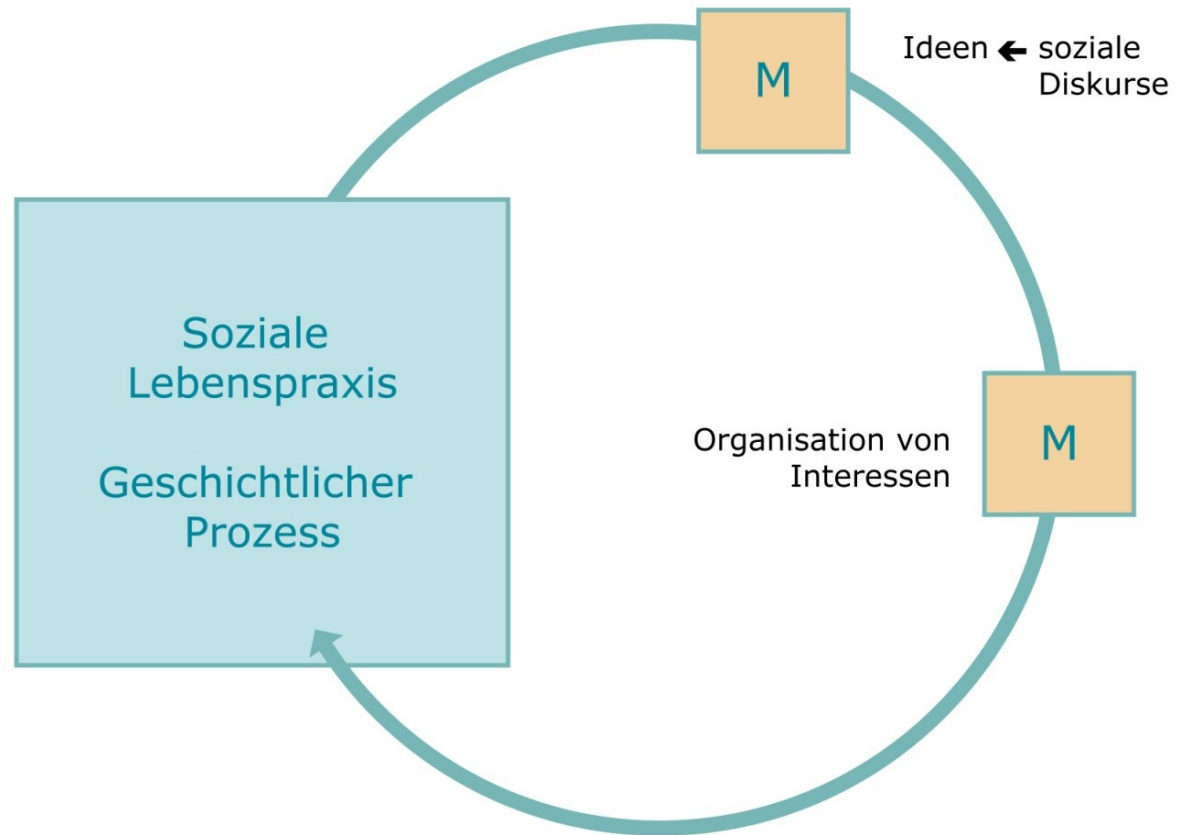 M
Ideen ← soziale
Diskurse
Soziale
Lebenspraxis
Geschichtlicher
Prozess
Organisation von
Interessen
M